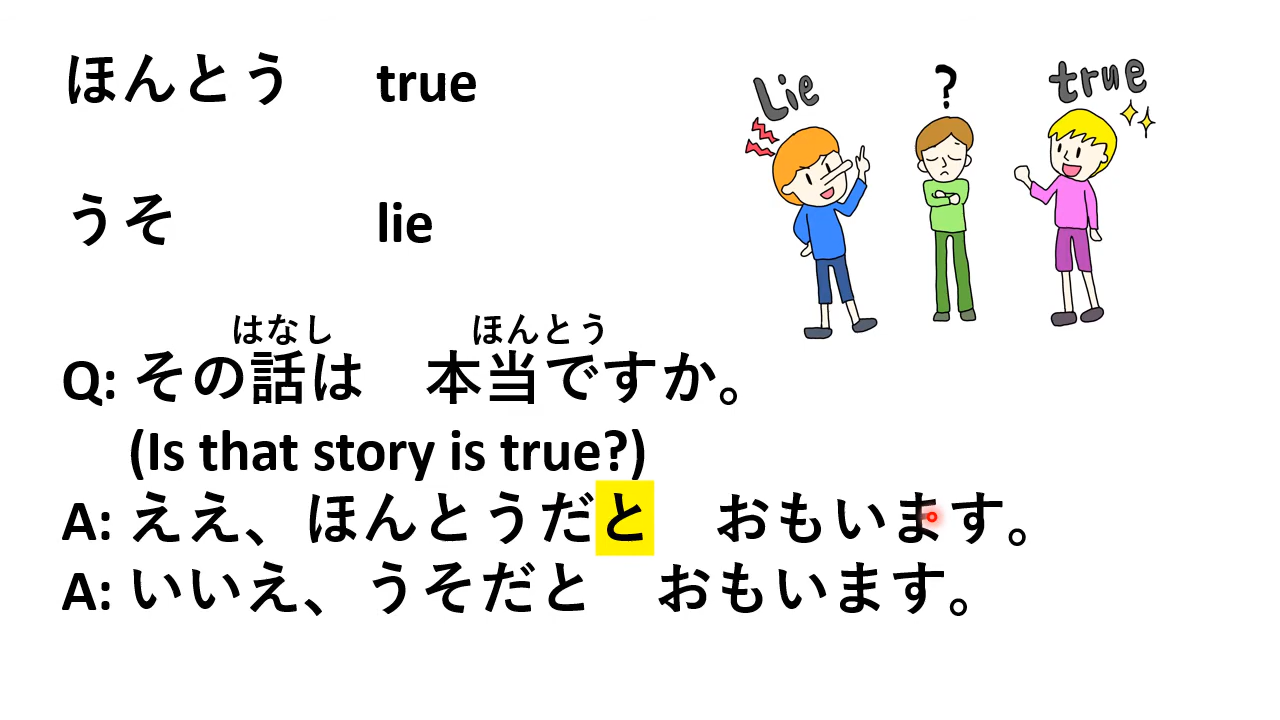 ほんとう true
うそ lie
Lie ? true
はなし ほんとう
Q: その話は 本当ですか。
(Is that story is true?)
A: ええ、ほんとうだと おもいます。
A: いいえ、うそだと おもいます。